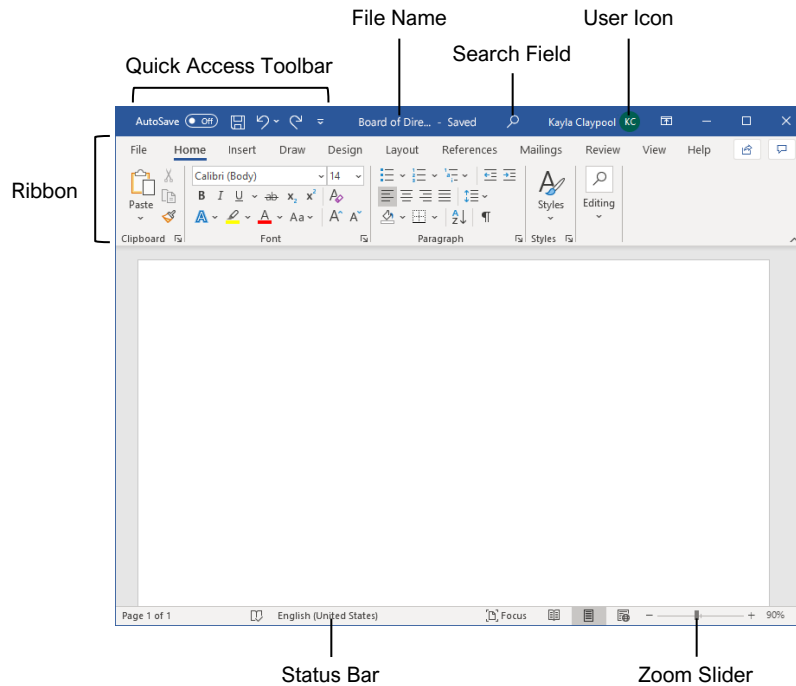 File Name
User Icon
Search Field
Quick Access Toolbar
AutoSave Off Board of Dire... - Saved Kayla Claypool KC
File Home Insert Draw Design Layout References Mailings Review View Help
Ribbon
Calibri (Body) 14
Paste B I U ab x₂ x² A Styles Editing
A A Aa A A A Z
Clipboard Font Paragraph Styles
Page 1 of 1 English (United States) Focus 90%
Status Bar
Zoom Slider